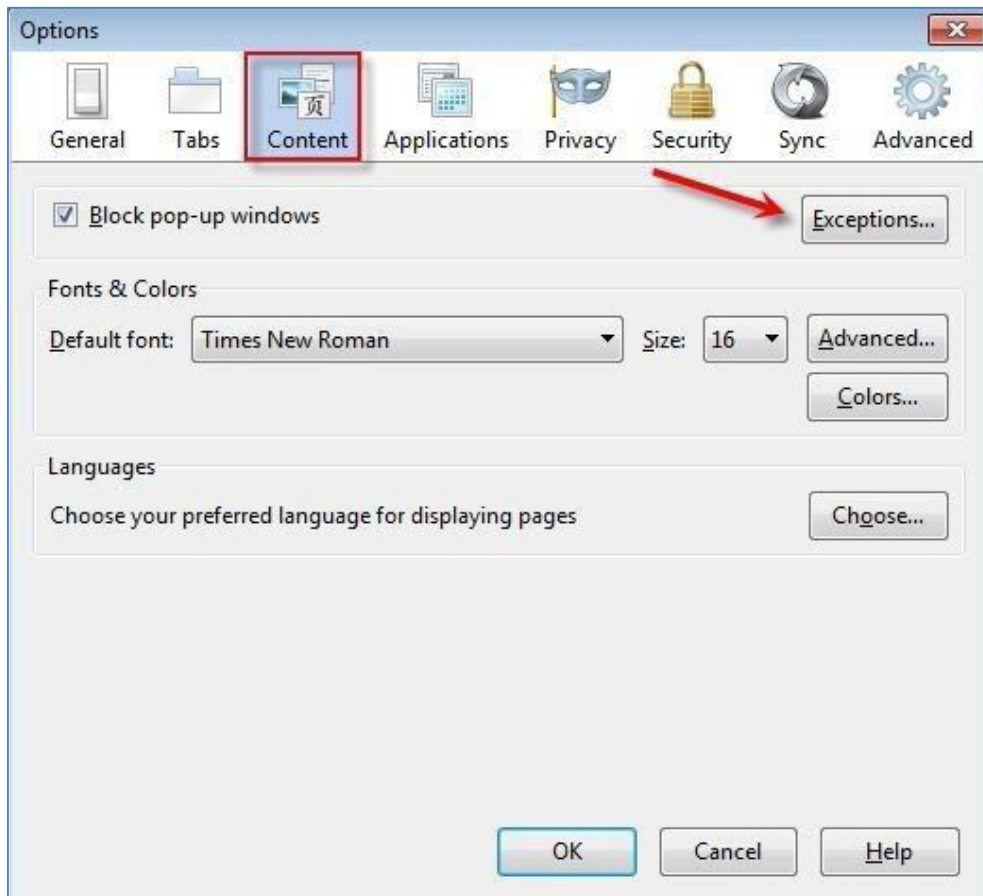 Options
General Tabs Content Applications Privacy Security Sync Advanced
页
Block pop-up windows Exceptions...
Fonts & Colors
Default font: Times New Roman Size: 16 Advanced...
Colors...
Languages
Choose your preferred language for displaying pages Choose...
OK Cancel Help